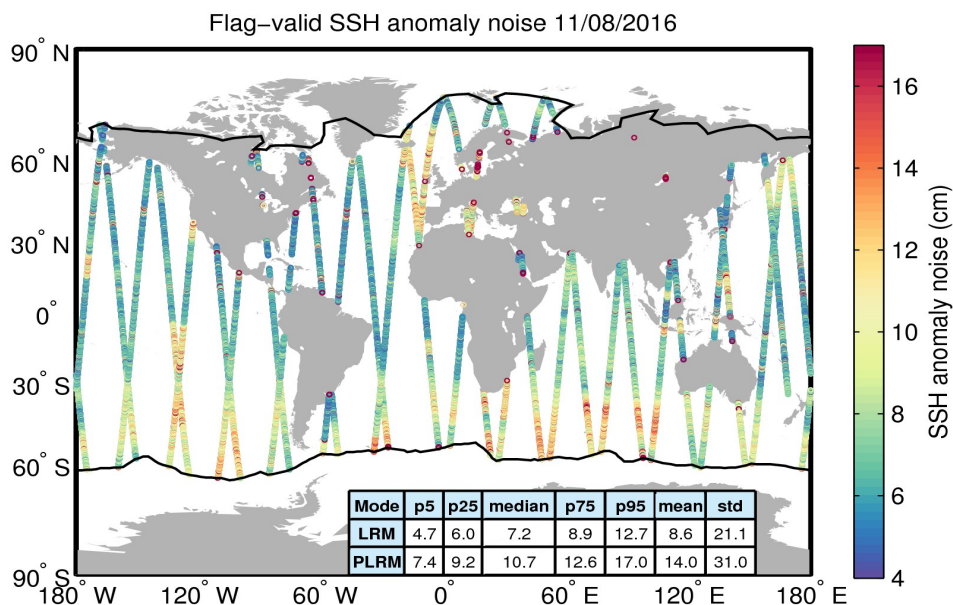 Flag−valid SSH anomaly noise 11/08/2016
90° N
60° N
30° N
0°
30° S
60° S
90° S
180° W 120° W 60° W 0° 60° E 120° E 180° E
Mode p5 p25 median p75 p95 mean std
LRM 4.7 6.0 7.2 8.9 12.7 8.6 21.1
PLRM 7.4 9.2 10.7 12.6 17.0 14.0 31.0
16
14
12
10
8
6
4
SSH anomaly noise (cm)